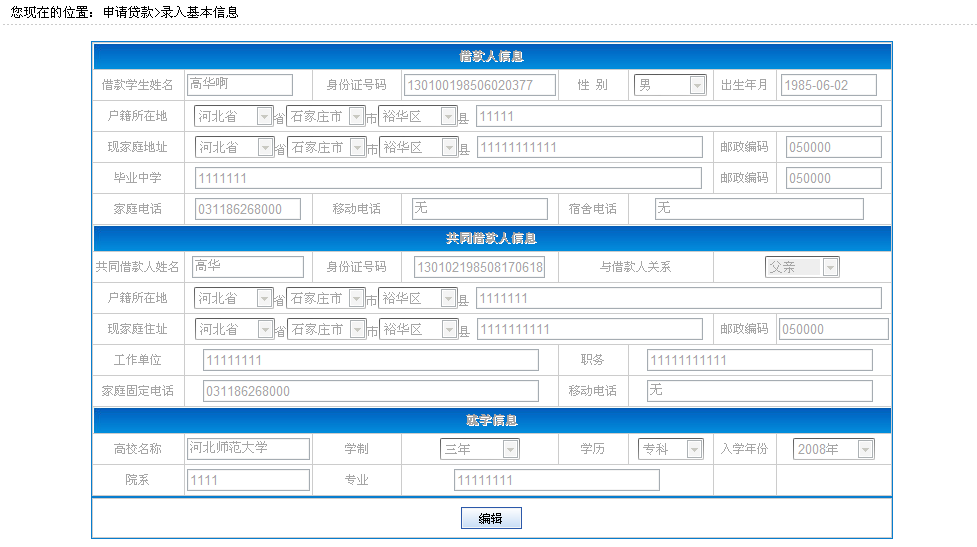 您现在的位置：申请贷款>录入基本信息
借款人信息
借款学生姓名 高华啊 身份证号码 130100198506020377 性 别 男 出生年月 1985-06-02
户籍所在地 河北省 省 石家庄市 市 裕华区 县 11111
现家庭地址 河北省 省 石家庄市 市 裕华区 县 11111111111 邮政编码 050000
毕业中学 1111111 邮政编码 050000
家庭电话 031186268000 移动电话 无 宿舍电话 无
共同借款人信息
共同借款人姓名 高华 身份证号码 130102198508170618 与借款人关系 父亲
户籍所在地 河北省 省 石家庄市 市 裕华区 县 1111111
现家庭住址 河北省 省 石家庄市 市 裕华区 县 1111111111 邮政编码 050000
工作单位 11111111 职务 11111111111
家庭固定电话 031186268000 移动电话 无
就学信息
高校名称 河北师范大学 学制 三年 学历 专科 入学年份 2008年
院系 1111 专业 11111111
编辑